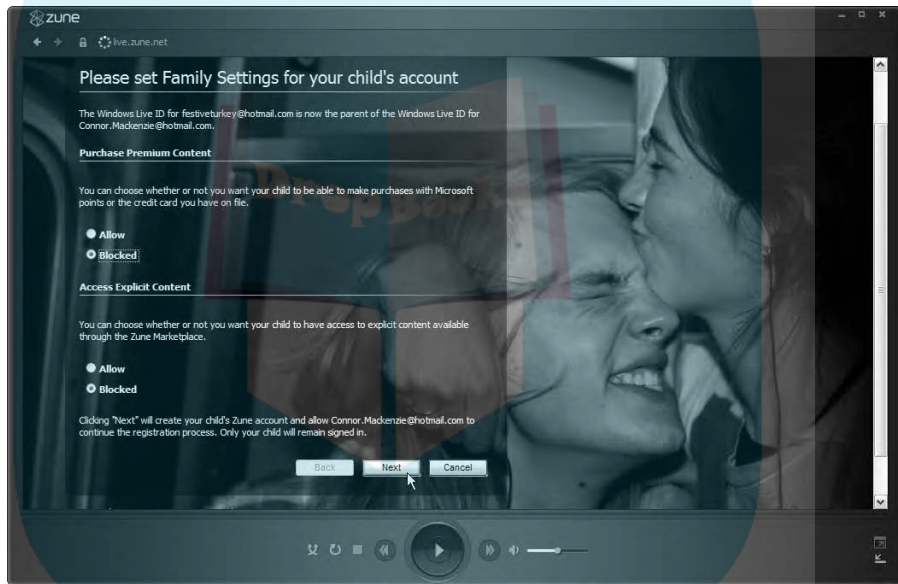 zune
live.zune.net
Please set Family Settings for your child's account
The Windows Live ID for festiveturkey@hotmail.com is now the parent of the Windows Live ID for
Connor.Mackenzie@hotmail.com.
Purchase Premium Content
You can choose whether or not you want your child to be able to make purchases with Microsoft
points or the credit card you have on file.
Allow
Blocked
Access Explicit Content
You can choose whether or not you want your child to have access to explicit content available
through the Zune Marketplace.
Allow
Blocked
Clicking "Next" will create your child's Zune account and allow Connor.Mackenzie@hotmail.com to
continue the registration process. Only your child will remain signed in.
Back Next Cancel